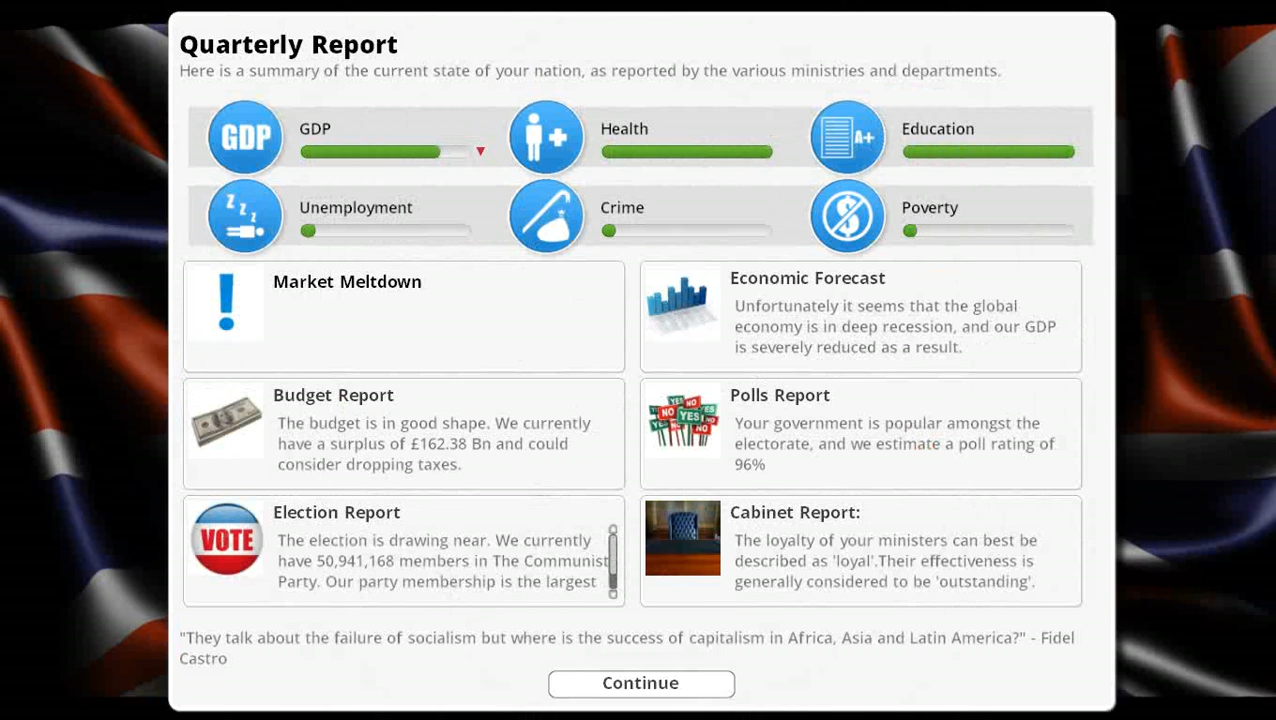 Quarterly Report
Here is a summary of the current state of your nation, as reported by the various ministries and departments.
GDP
GDP
Health
A+
Education
Z Z Z
Unemployment
Crime
Poverty
Market Meltdown
Economic Forecast
Unfortunately it seems that the global
economy is in deep recession, and our GDP
is severely reduced as a result.
Budget Report
The budget is in good shape. We currently
have a surplus of £162.38 Bn and could
consider dropping taxes.
YES NO
NO YES
NO
Polls Report
Your government is popular amongst the
electorate, and we estimate a poll rating of
96%
VOTE
Election Report
The election is drawing near. We currently
have 50,941,168 members in The Communist
Party. Our party membership is the largest
Cabinet Report:
The loyalty of your ministers can best be
described as 'loyal'.Their effectiveness is
generally considered to be 'outstanding'.
"They talk about the failure of socialism but where is the success of capitalism in Africa, Asia and Latin America?" - Fidel
Castro
Continue